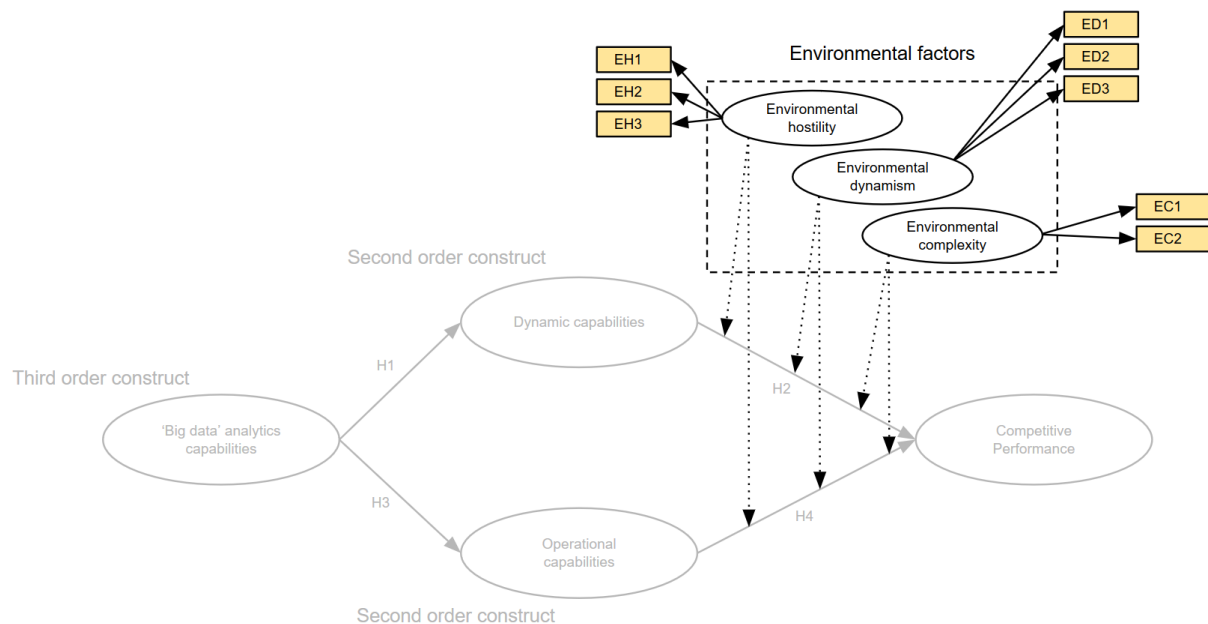 Environmental factors
EH1
EH2
EH3
ED1
ED2
ED3
Environmental
hostility
Environmental
dynamism
Environmental
complexity
EC1
EC2
Second order construct
Dynamic capabilities
H1
H2
Third order construct
'Big data' analytics
capabilities
Competitive
Performance
H3
H4
Operational
capabilities
Second order construct